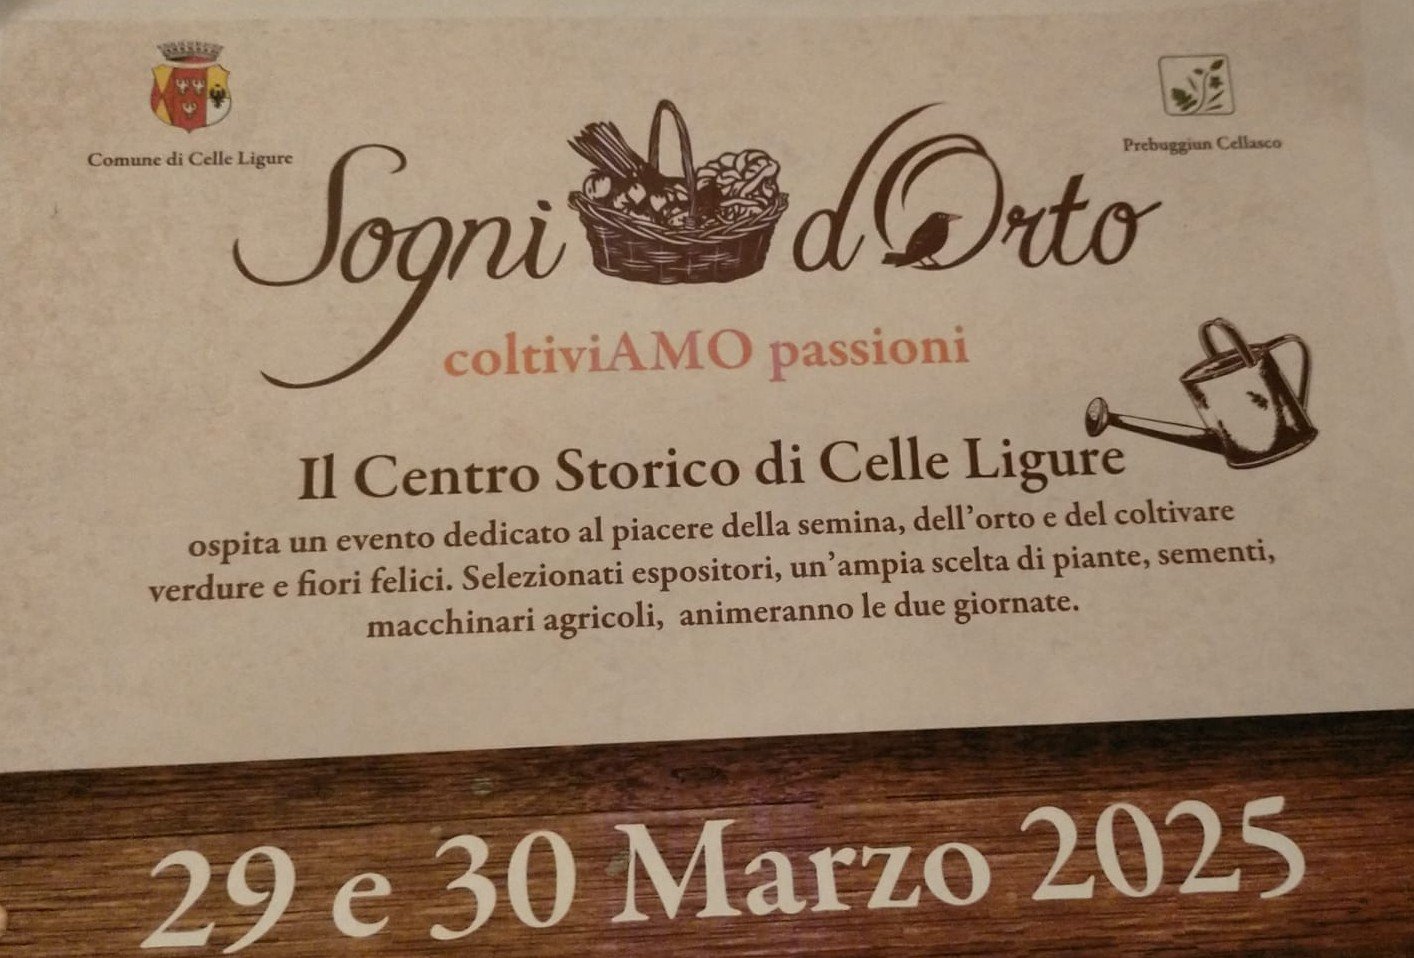 Comune di Celle Ligure
Prebuggiun Cellasco
Sogni d'Orto
coltiviAMO passioni
Il Centro Storico di Celle Ligure
ospita un evento dedicato al piacere della semina, dell'orto e del coltivare
verdure e fiori felici. Selezionati espositori, un'ampia scelta di piante, sementi,
macchinari agricoli, animeranno le due giornate.
29 e 30 Marzo 2025